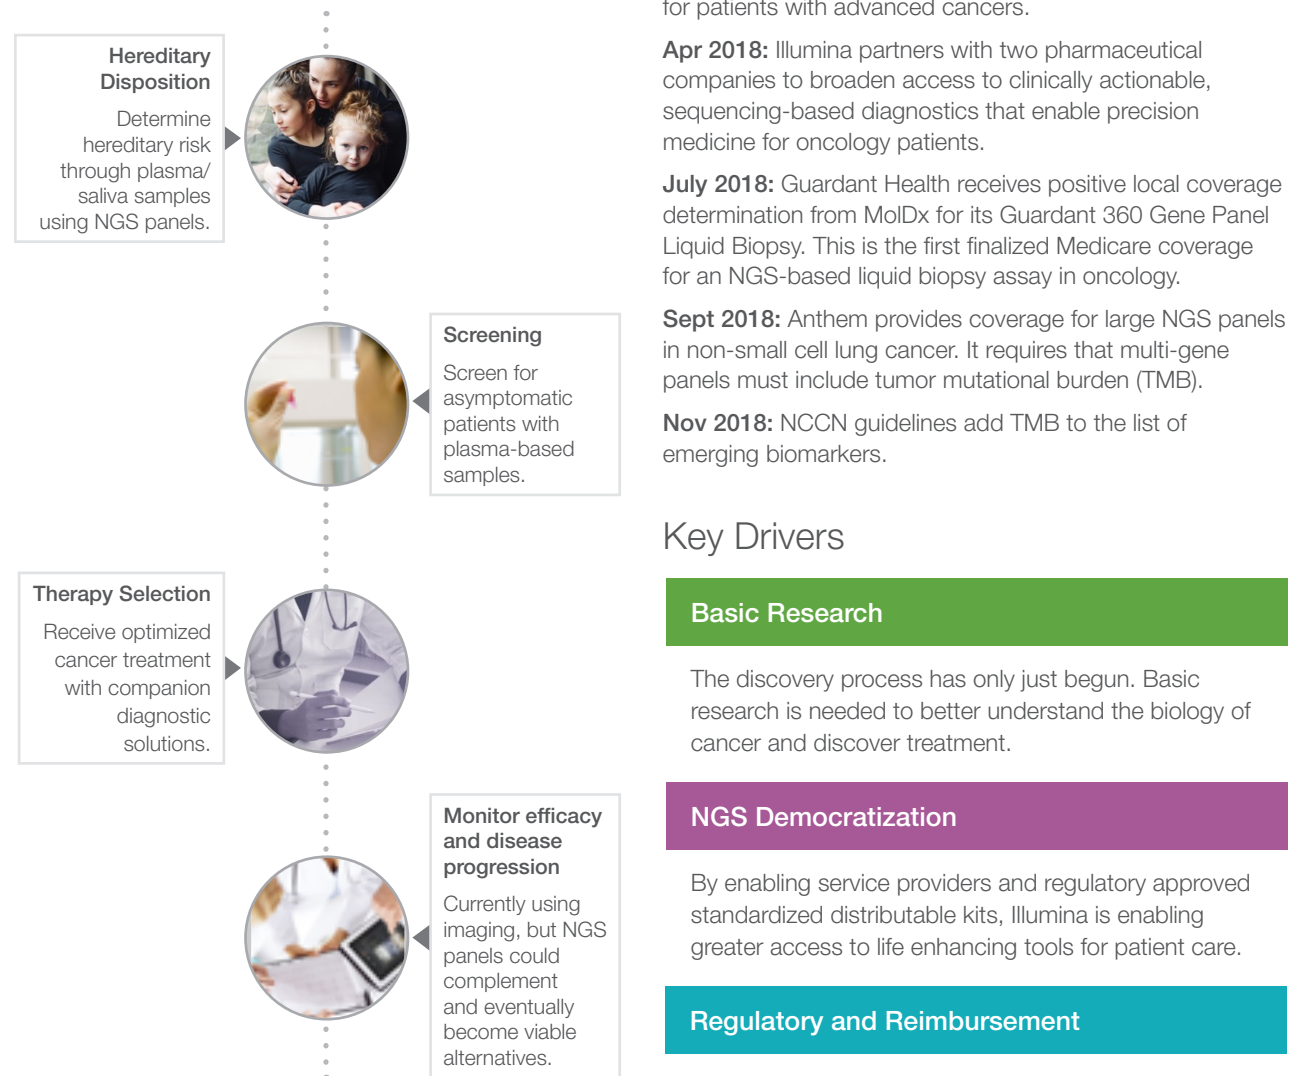 Hereditary
Disposition
Determine
hereditary risk
through plasma/
saliva samples
using NGS panels.
Screening
Screen for
asymptomatic
patients with
plasma-based
samples.
Therapy Selection
Receive optimized
cancer treatment
with companion
diagnostic
solutions.
Monitor efficacy
and disease
progression
Currently using
imaging, but NGS
panels could
complement
and eventually
become viable
alternatives.
for patients with advanced cancers.
Apr 2018: Illumina partners with two pharmaceutical
companies to broaden access to clinically actionable,
sequencing-based diagnostics that enable precision
medicine for oncology patients.
July 2018: Guardant Health receives positive local coverage
determination from MolDx for its Guardant 360 Gene Panel
Liquid Biopsy. This is the first finalized Medicare coverage
for an NGS-based liquid biopsy assay in oncology.
Sept 2018: Anthem provides coverage for large NGS panels
in non-small cell lung cancer. It requires that multi-gene
panels must include tumor mutational burden (TMB).
Nov 2018: NCCN guidelines add TMB to the list of
emerging biomarkers.
Key Drivers
Basic Research
The discovery process has only just begun. Basic
research is needed to better understand the biology of
cancer and discover treatment.
NGS Democratization
By enabling service providers and regulatory approved
standardized distributable kits, Illumina is enabling
greater access to life enhancing tools for patient care.
Regulatory and Reimbursement